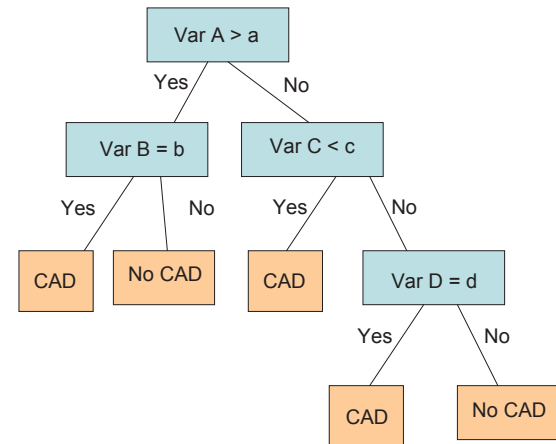 Var A > a
Yes
No
Var B = b
Var C < c
Yes
No
Yes
No
CAD
No CAD
CAD
Var D = d
Yes
No
CAD
No CAD